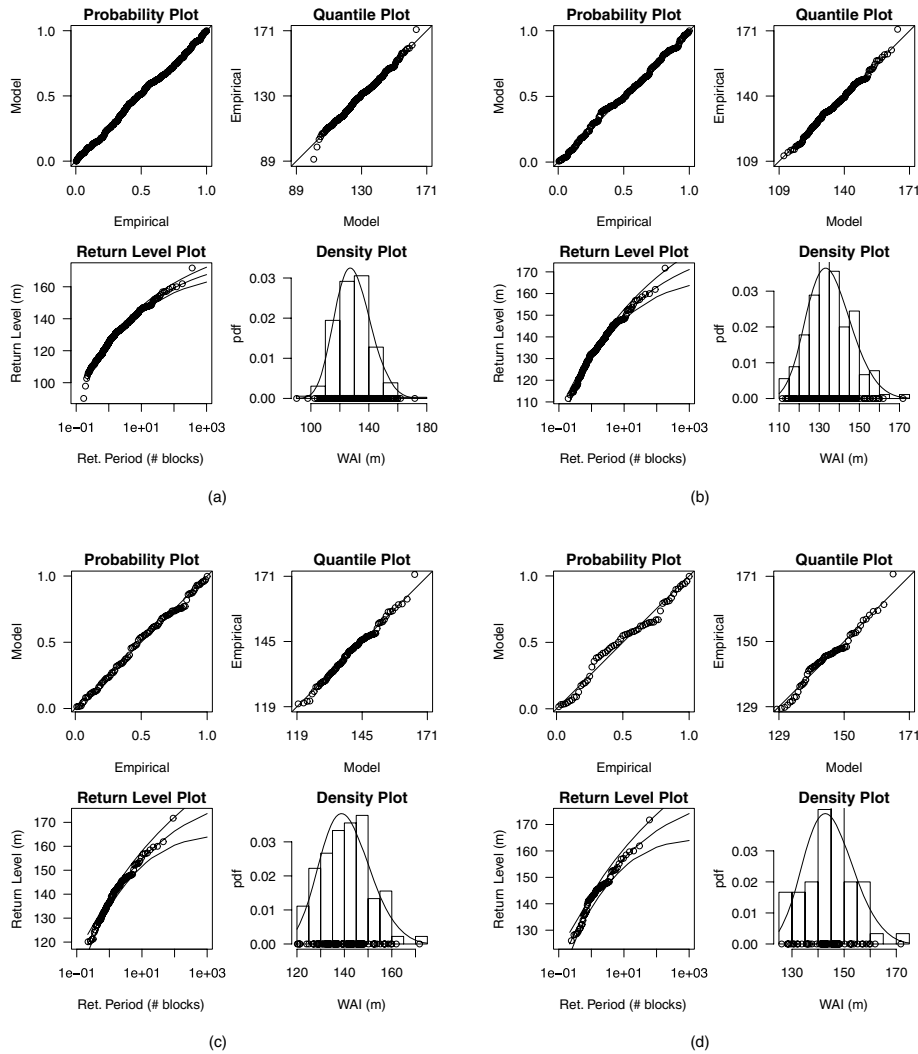 Probability Plot
Model
1.0
0.5
0.0
0.0 0.5 1.0
Empirical
Quantile Plot
Empirical
171
130
89
89 130 171
Model
Return Level Plot
Return Level (m)
160
140
120
100
1e−01 1e+01 1e+03
Ret. Period (# blocks)
Density Plot
pdf
0.03
0.02
0.01
0.00
100 140 180
WAI (m)
(a)
Probability Plot
Model
1.0
0.5
0.0
0.0 0.5 1.0
Empirical
Quantile Plot
Empirical
171
140
109
109 140 171
Model
Return Level Plot
Return Level (m)
170
160
150
140
130
120
110
1e−01 1e+01 1e+03
Ret. Period (# blocks)
Density Plot
pdf
0.03
0.02
0.01
0.00
110 130 150 170
WAI (m)
(b)
Probability Plot
Model
1.0
0.5
0.0
0.0 0.5 1.0
Empirical
Quantile Plot
Empirical
171
145
119
119 145 171
Model
Return Level Plot
Return Level (m)
170
160
150
140
130
120
1e−01 1e+01 1e+03
Ret. Period (# blocks)
Density Plot
pdf
0.03
0.02
0.01
0.00
120 140 160
WAI (m)
(c)
Probability Plot
Model
1.0
0.5
0.0
0.0 0.5 1.0
Empirical
Quantile Plot
Empirical
171
150
129
129 150 171
Model
Return Level Plot
Return Level (m)
170
160
150
140
130
1e−01 1e+01 1e+03
Ret. Period (# blocks)
Density Plot
pdf
0.03
0.02
0.01
0.00
130 150 170
WAI (m)
(d)